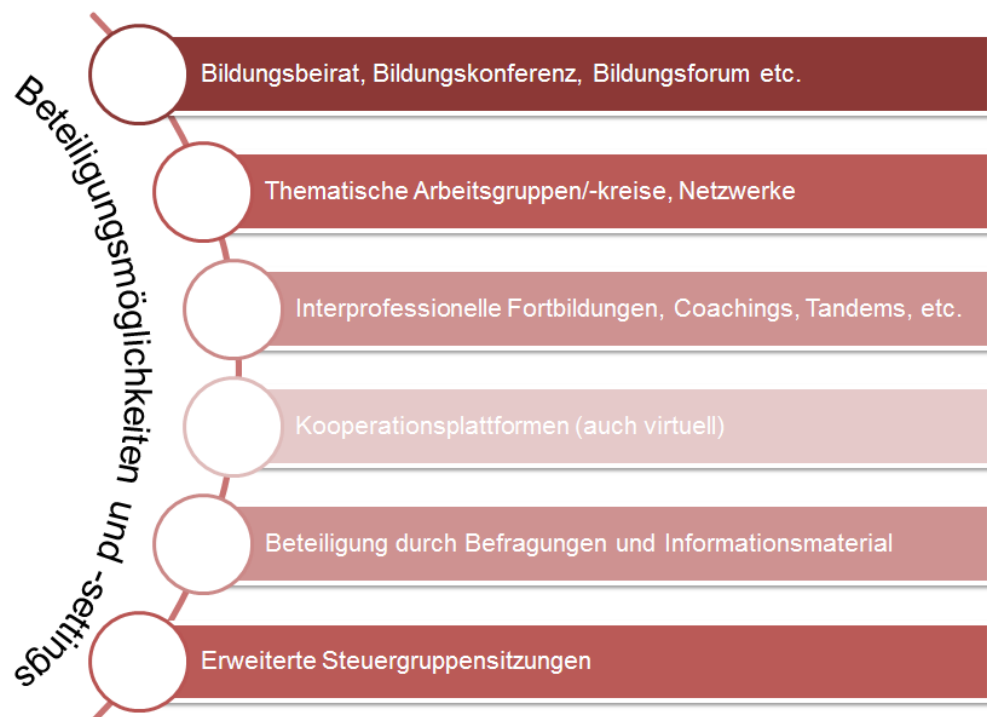 Beteiligungsmöglichkeiten und -settings
Bildungsbeirat, Bildungskonferenz, Bildungsforum etc.
Thematische Arbeitsgruppen/-kreise, Netzwerke
Interprofessionelle Fortbildungen, Coachings, Tandems, etc.
Kooperationsplattformen (auch virtuell)
Beteiligung durch Befragungen und Informationsmaterial
Erweiterte Steuergruppensitzungen